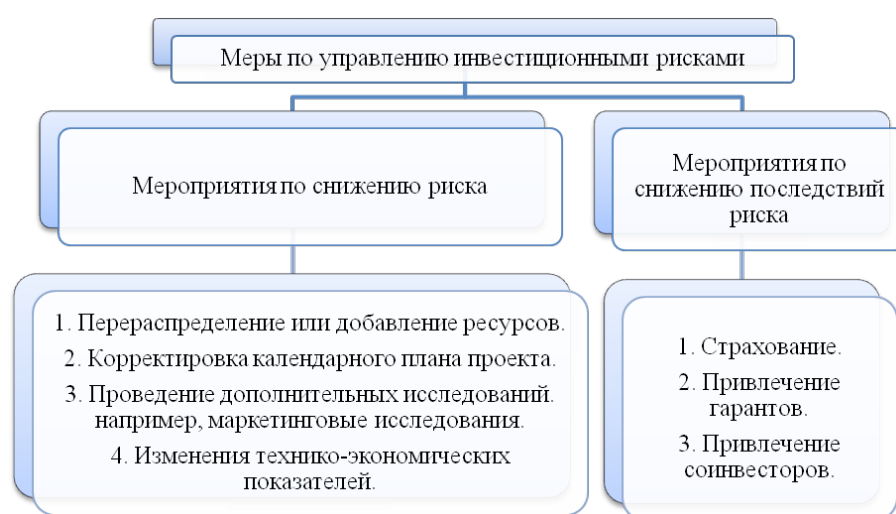 Меры по управлению инвестиционными рисками
Мероприятия по снижению риска
Мероприятия по
снижению последствий
риска
1. Перераспределение или добавление ресурсов.
2. Корректировка календарного плана проекта.
3. Проведение дополнительных исследований.
например, маркетинговые исследования.
4. Изменения технико-экономических
показателей.
1. Страхование.
2. Привлечение
гарантов.
3. Привлечение
соинвесторов.